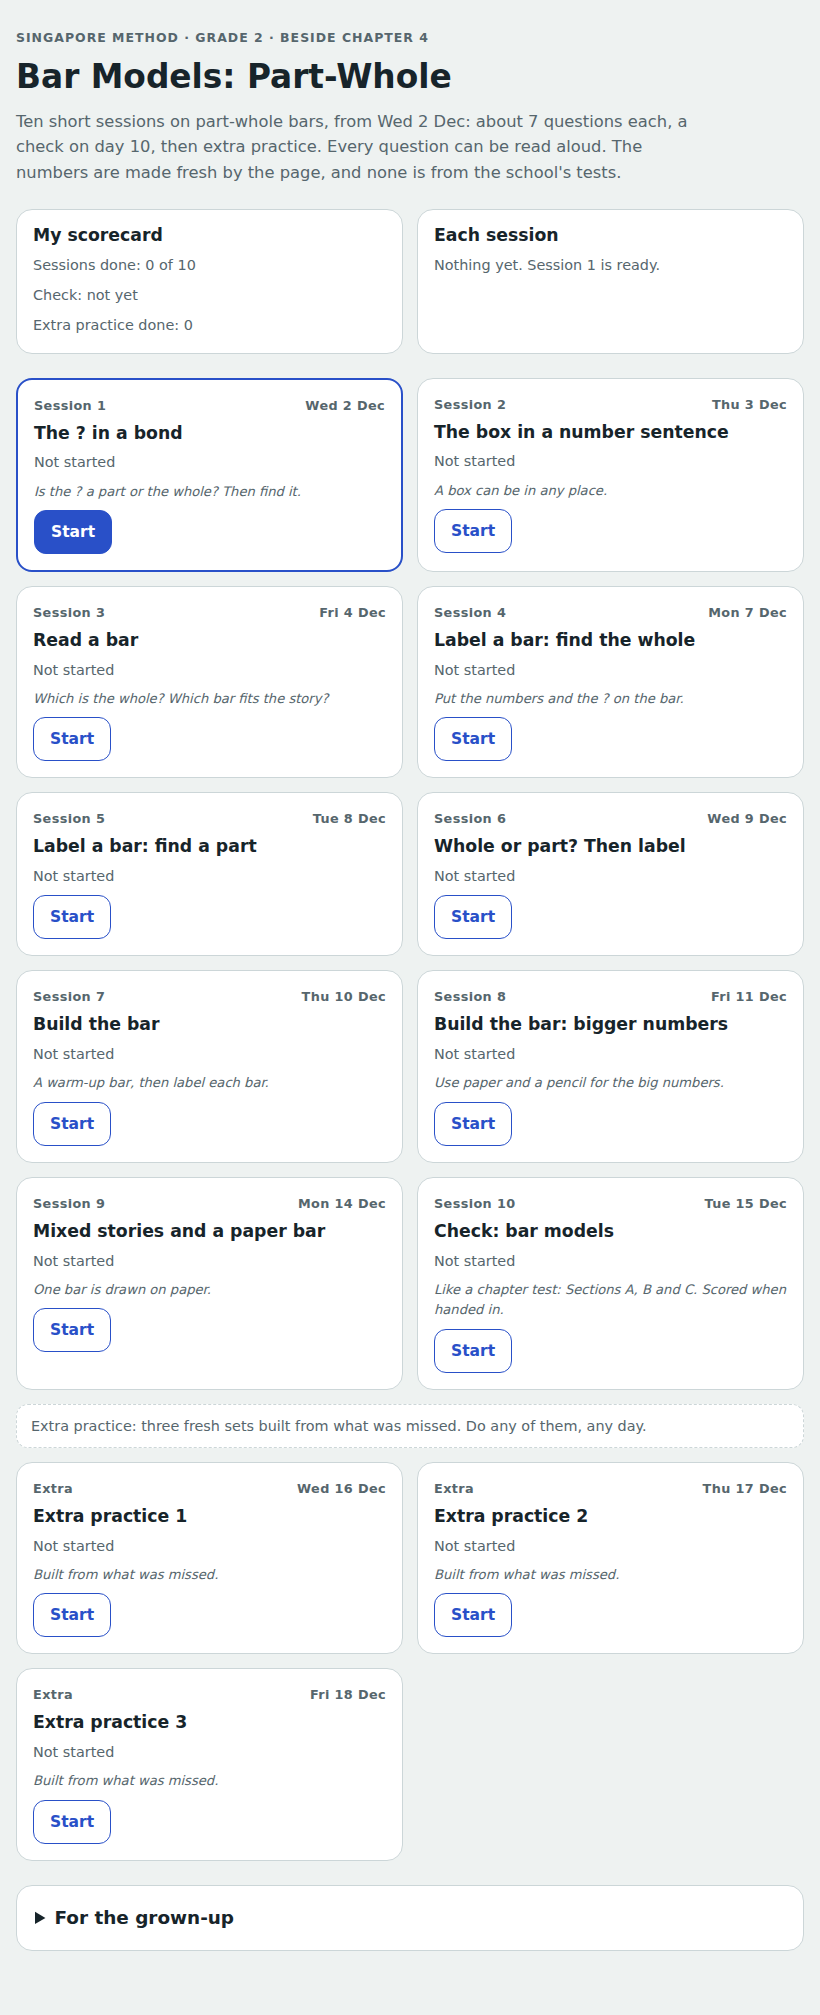 SINGAPORE METHOD · GRADE 2 · BESIDE CHAPTER 4
Bar Models: Part-Whole
Ten short sessions on part-whole bars, from Wed 2 Dec: about 7 questions each, a
check on day 10, then extra practice. Every question can be read aloud. The
numbers are made fresh by the page, and none is from the school's tests.
My scorecard
Sessions done: 0 of 10
Check: not yet
Extra practice done: 0
Each session
Nothing yet. Session 1 is ready.
Session 1
Wed 2 Dec
The ? in a bond
Not started
Is the ? a part or the whole? Then find it.
Start
Session 2
Thu 3 Dec
The box in a number sentence
Not started
A box can be in any place.
Start
Session 3
Fri 4 Dec
Read a bar
Not started
Which is the whole? Which bar fits the story?
Start
Session 4
Mon 7 Dec
Label a bar: find the whole
Not started
Put the numbers and the ? on the bar.
Start
Session 5
Tue 8 Dec
Label a bar: find a part
Not started
Start
Session 6
Wed 9 Dec
Whole or part? Then label
Not started
Start
Session 7
Thu 10 Dec
Build the bar
Not started
A warm-up bar, then label each bar.
Start
Session 8
Fri 11 Dec
Build the bar: bigger numbers
Not started
Use paper and a pencil for the big numbers.
Start
Session 9
Mon 14 Dec
Mixed stories and a paper bar
Not started
One bar is drawn on paper.
Start
Session 10
Tue 15 Dec
Check: bar models
Not started
Like a chapter test: Sections A, B and C. Scored when
handed in.
Start
Extra practice: three fresh sets built from what was missed. Do any of them, any day.
Extra
Wed 16 Dec
Extra practice 1
Not started
Built from what was missed.
Start
Extra
Thu 17 Dec
Extra practice 2
Not started
Built from what was missed.
Start
Extra
Fri 18 Dec
Extra practice 3
Not started
Built from what was missed.
Start
For the grown-up